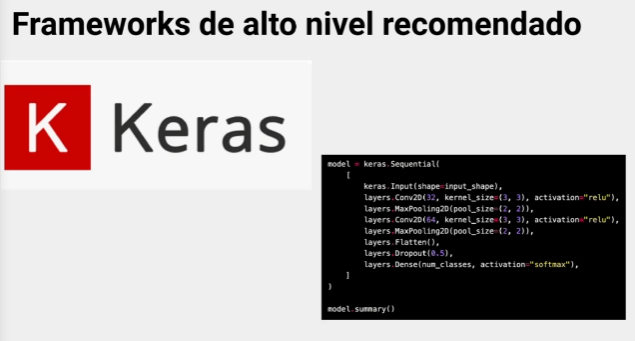 Frameworks de alto nivel recomendado
K Keras
model = keras.Sequential(
[
keras.Input(shape=input_shape),
layers.Conv2D(32, kernel_size=(3, 3), activation="relu"),
layers.MaxPooling2D(pool_size=(2, 2)),
layers.Conv2D(64, kernel_size=(3, 3), activation="relu"),
layers.MaxPooling2D(pool_size=(2, 2)),
layers.Flatten(),
layers.Dropout(0.5),
layers.Dense(num_classes, activation="softmax"),
]
)
model.summary()